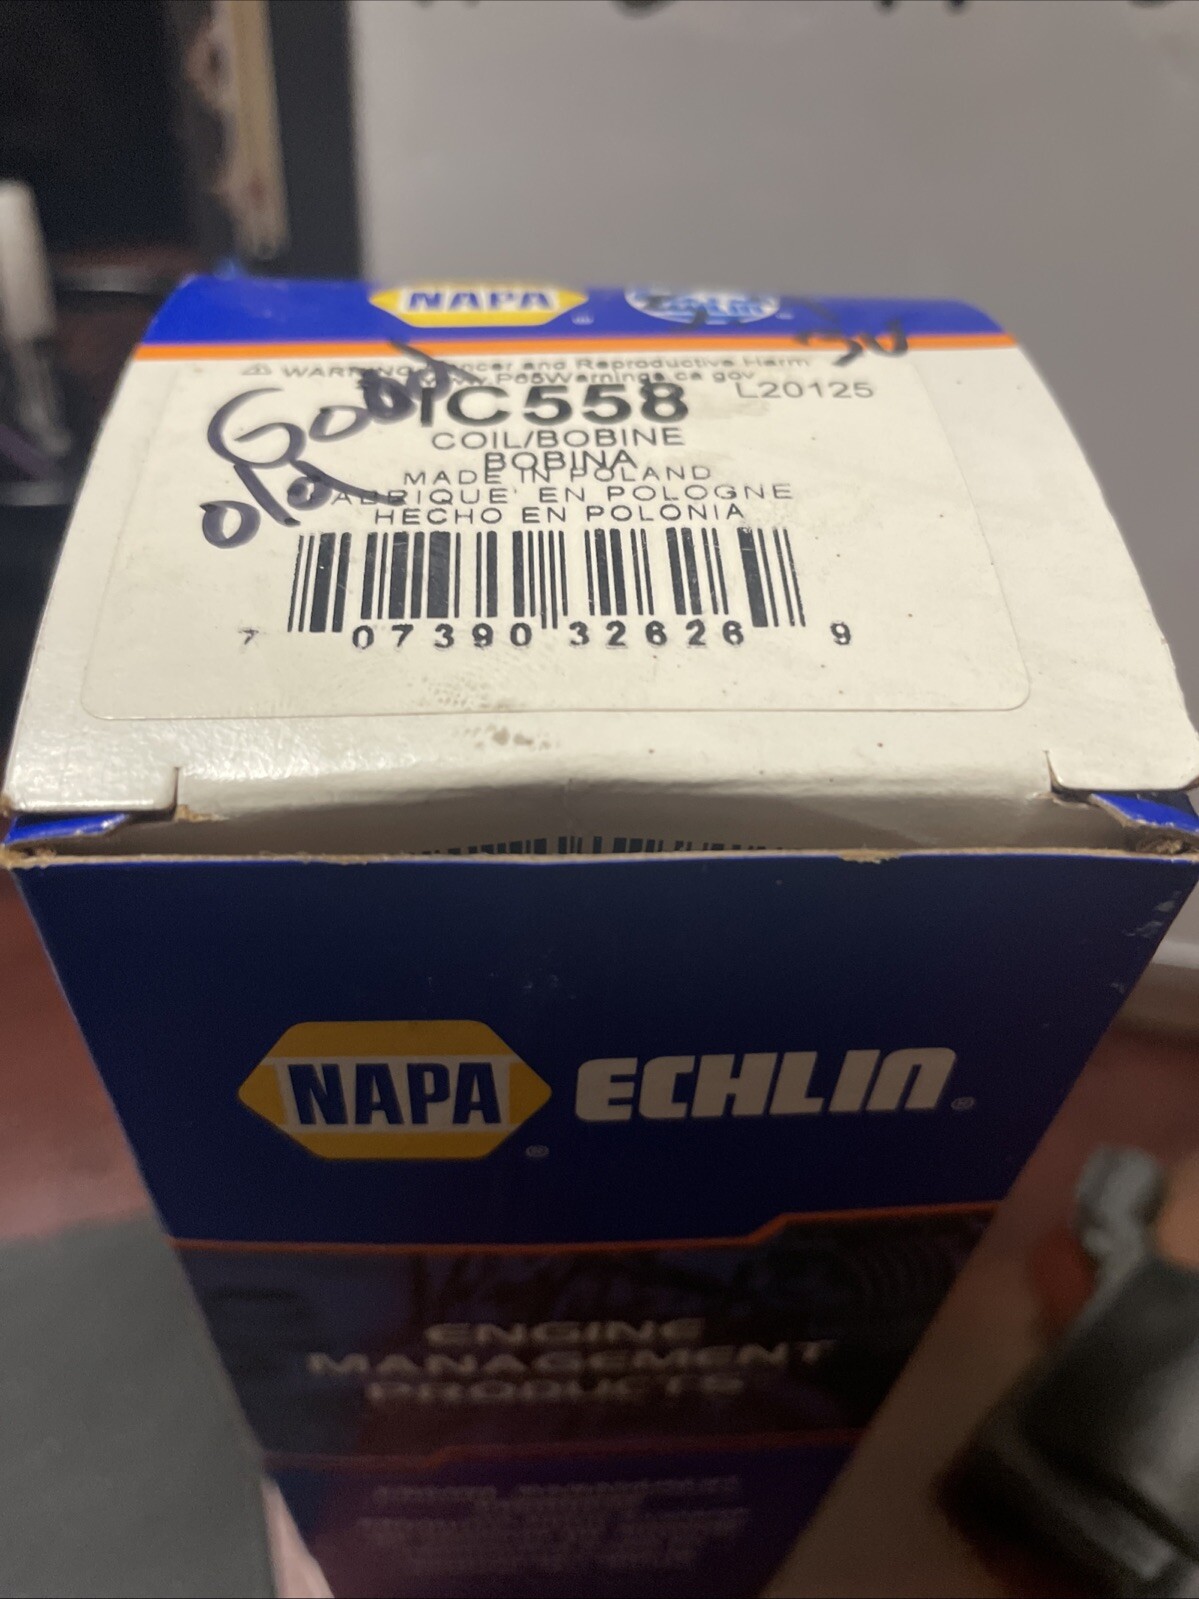 NAPA
⚠ WARNING Cancer and Reproductive Harm
www.P65Warnings.ca.gov
Good
old
IC558 L20125
COIL/BOBINE
BOBINA
MADE IN POLAND
FABRIQUE' EN POLOGNE
HECHO EN POLONIA
7 07390 32626 9
NAPA® ECHLIN®
ENGINE
MANAGEMENT
PRODUCTS